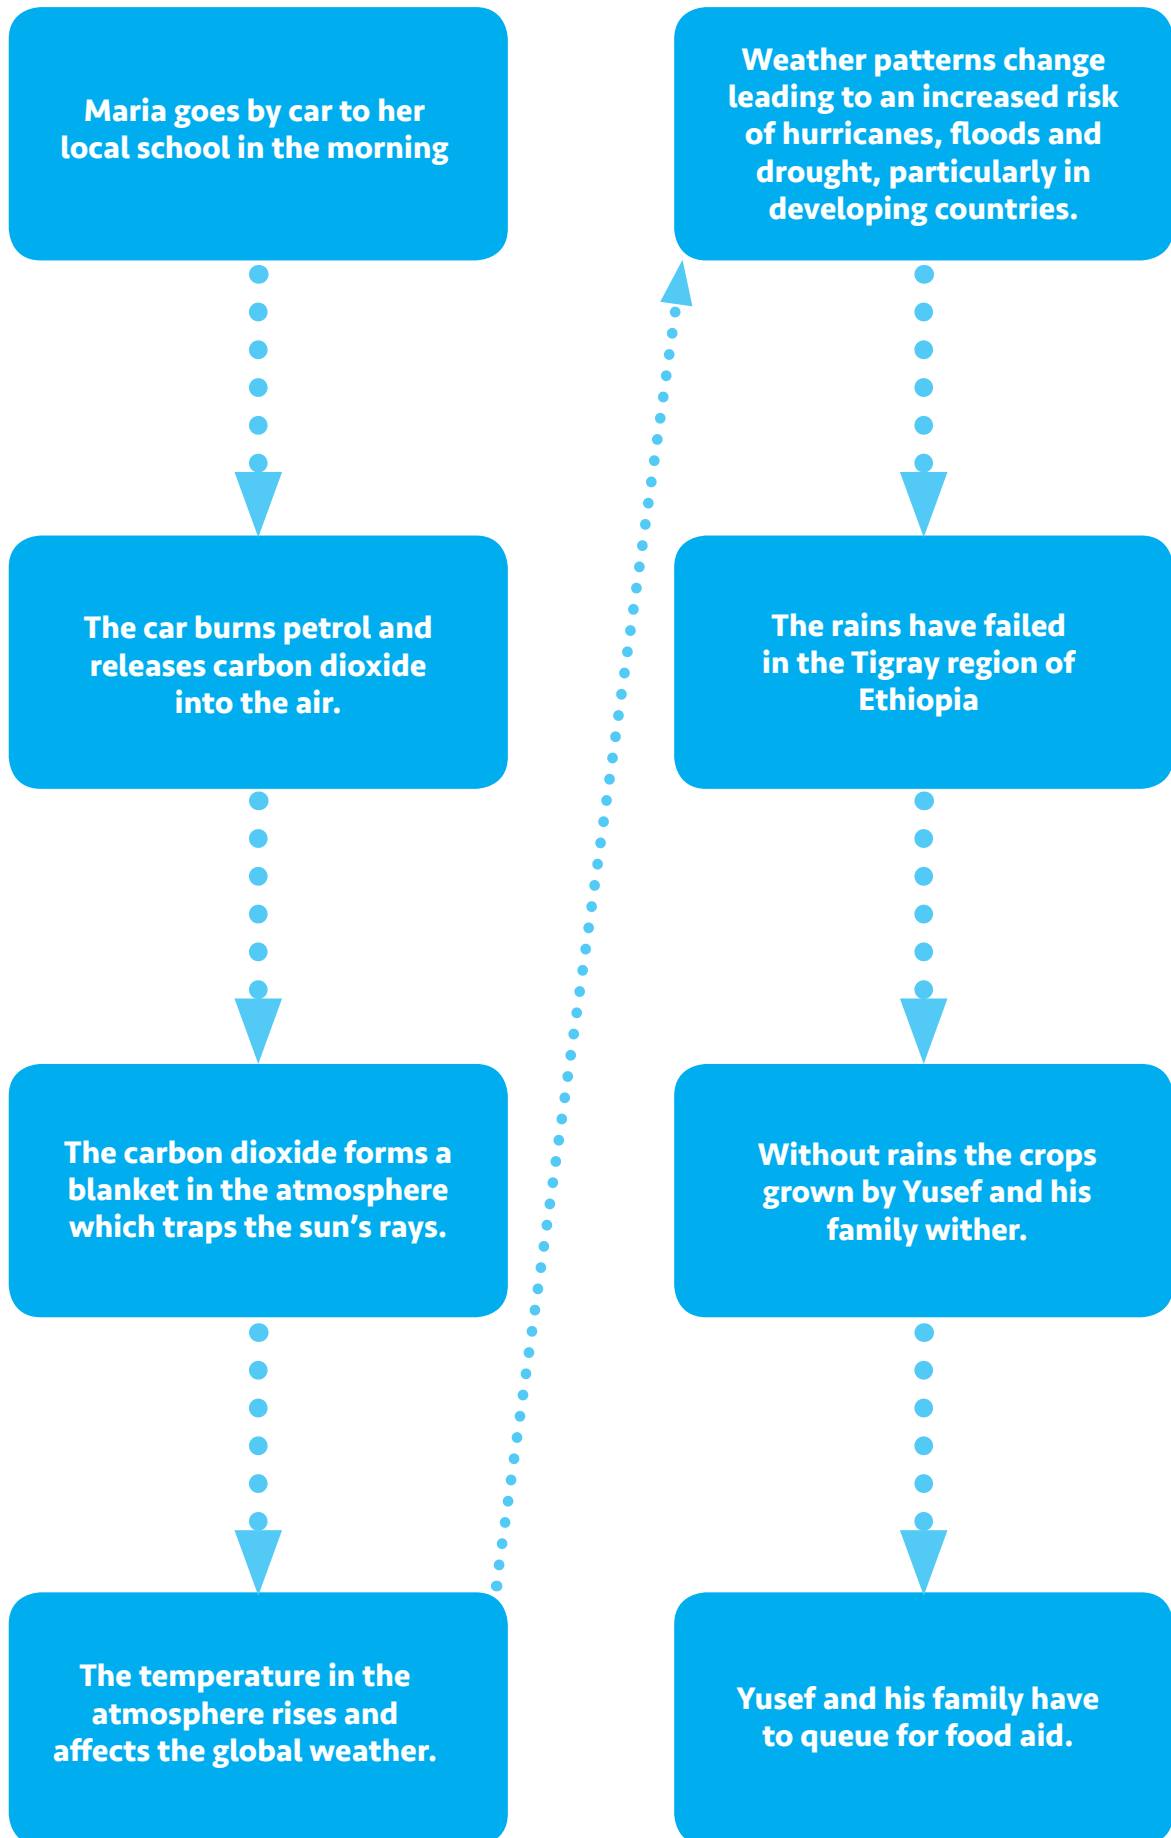 Maria goes by car to her
local school in the morning
The car burns petrol and
releases carbon dioxide
into the air.
The carbon dioxide forms a
blanket in the atmosphere
which traps the sun’s rays.
The temperature in the
atmosphere rises and
affects the global weather.
Weather patterns change
leading to an increased risk
of hurricanes, floods and
drought, particularly in
developing countries.
The rains have failed
in the Tigray region of
Ethiopia
Without rains the crops
grown by Yusef and his
family wither.
Yusef and his family have
to queue for food aid.